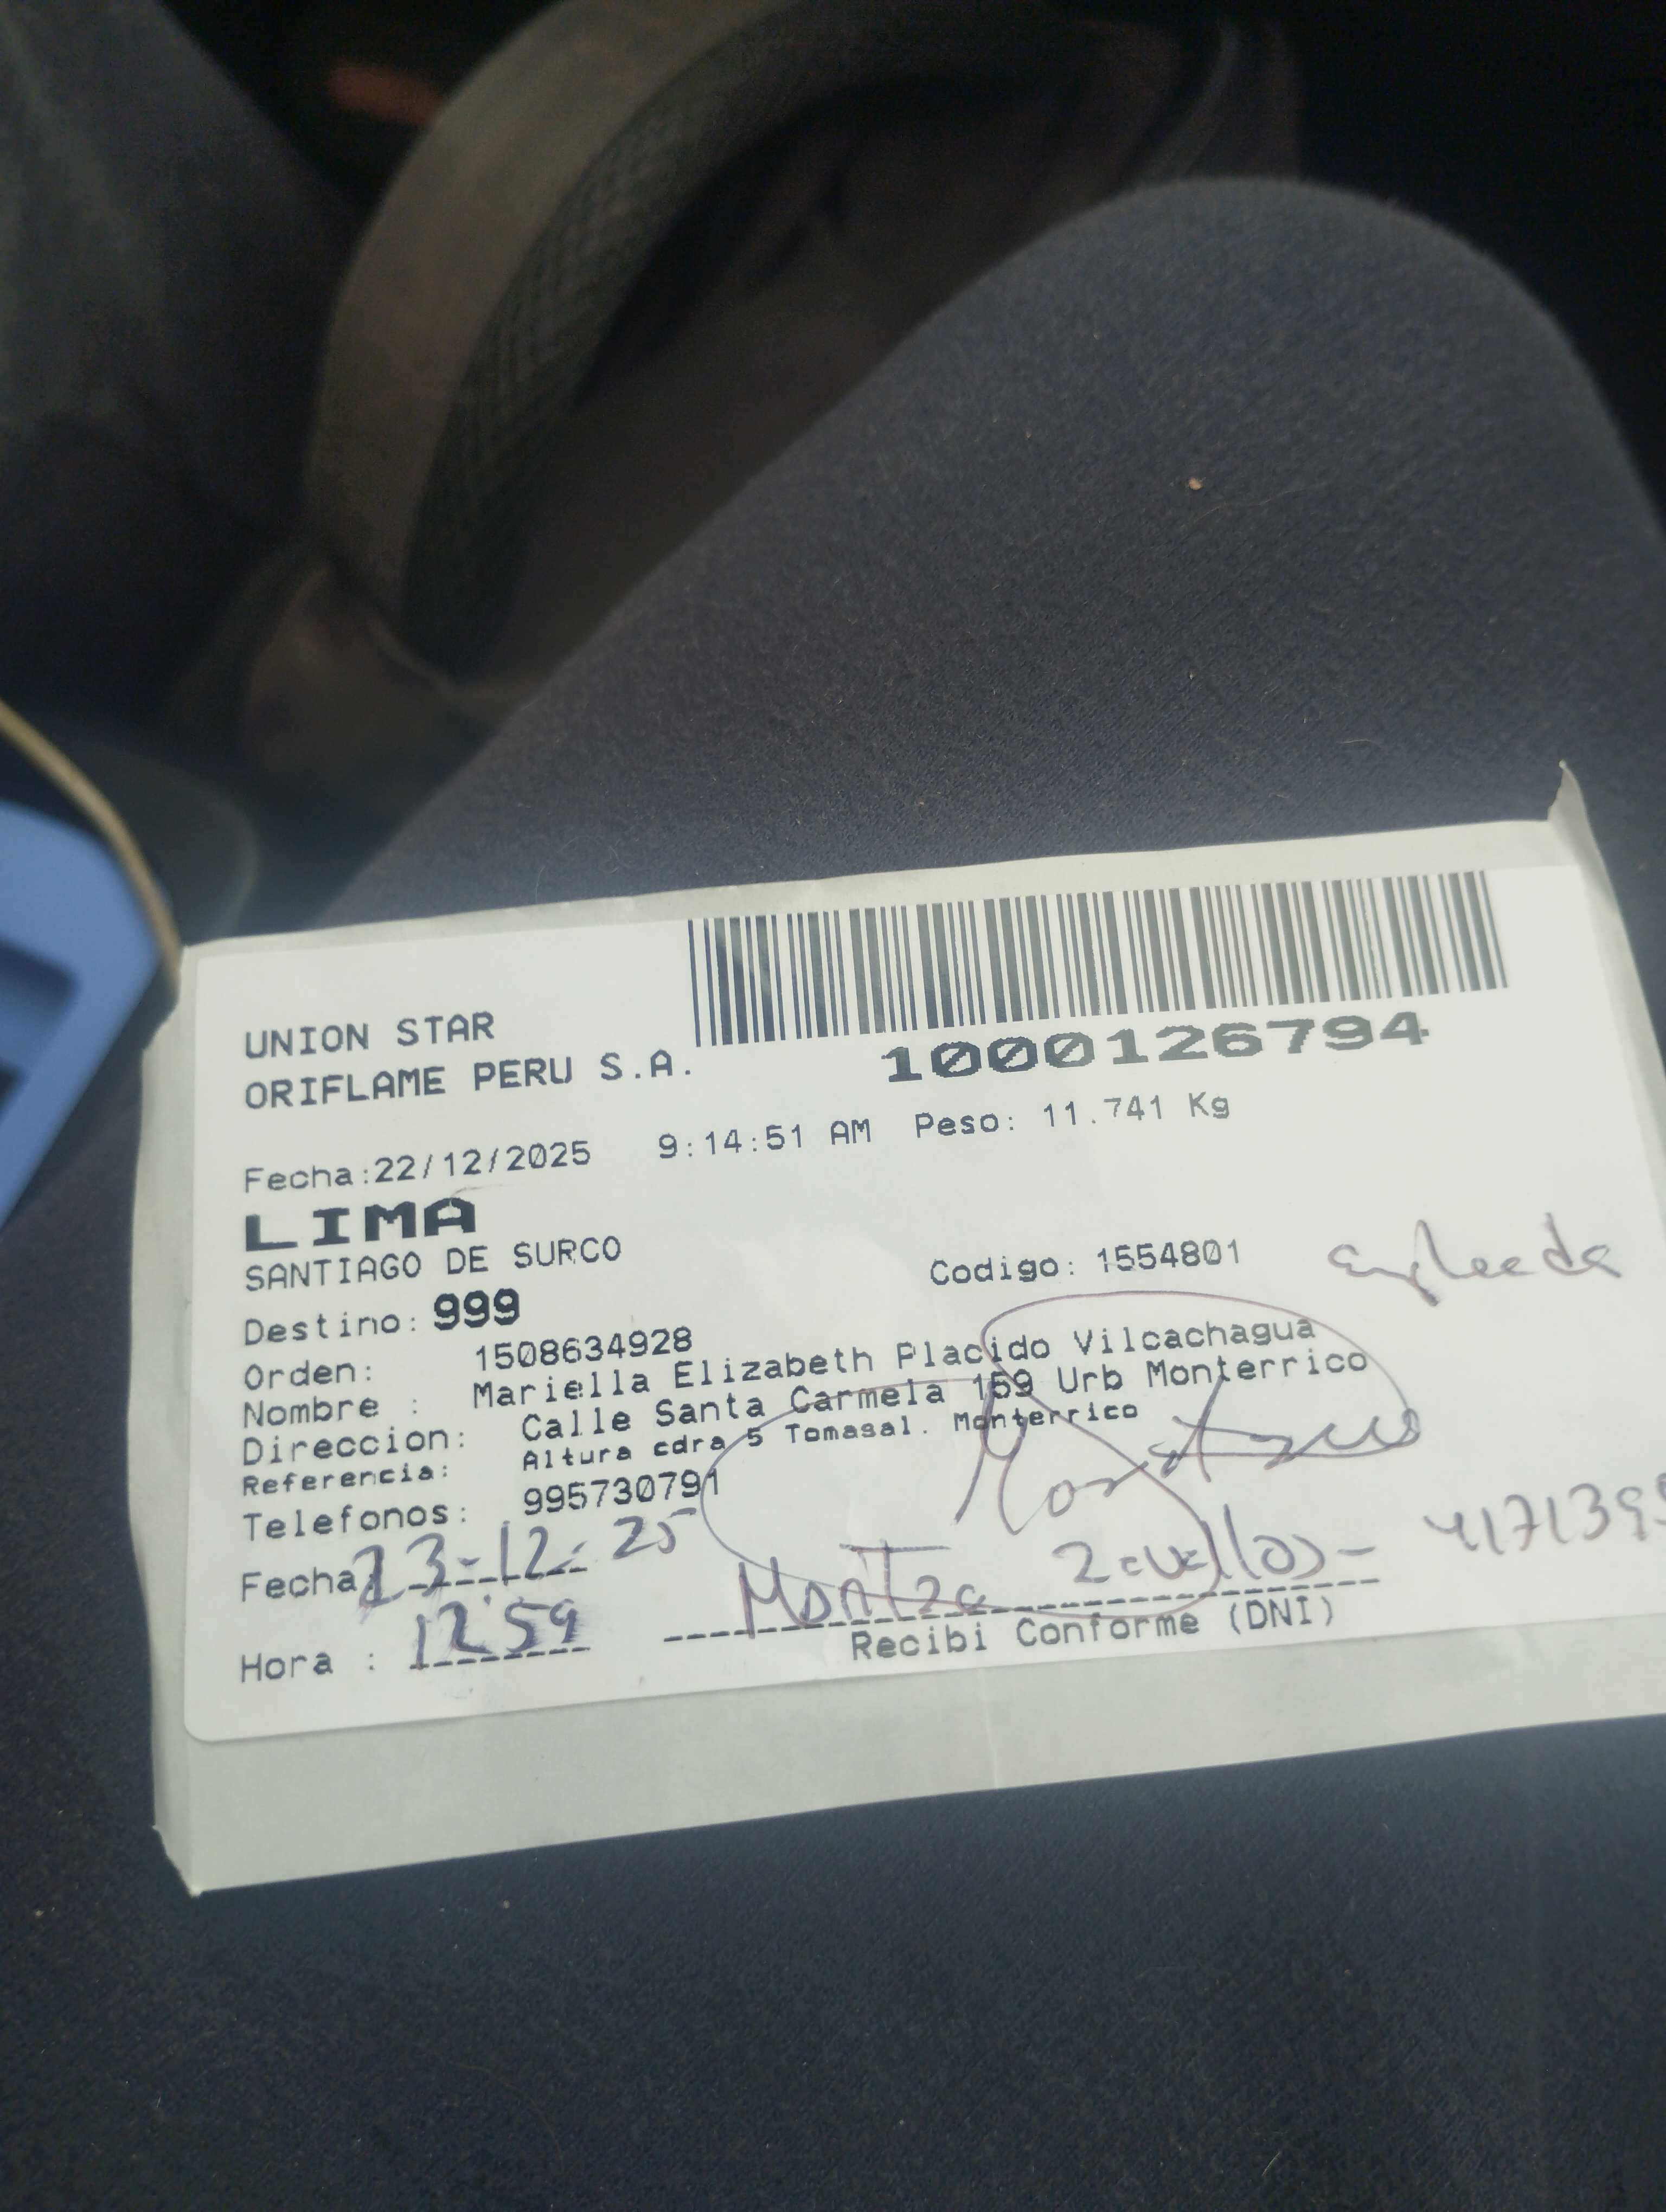 UNION STAR
ORIFLAME PERU S.A.
1000126794
Fecha:22/12/2025 9:14:51 AM Peso: 11.741 Kg
LIMA
SANTIAGO DE SURCO
Codigo: 1554801
Destino: 999
Orden: 1508634928
Nombre : Mariella Elizabeth Placido Vilcachagua
Direccion: Calle Santa Carmela 159 Urb Monterrico
Referencia: Altura cdra 5 Tomasal. Monterrico
Telefonos: 995730791
Fecha 23-12-25
Hora : 12:59
Recibi Conforme (DNI)